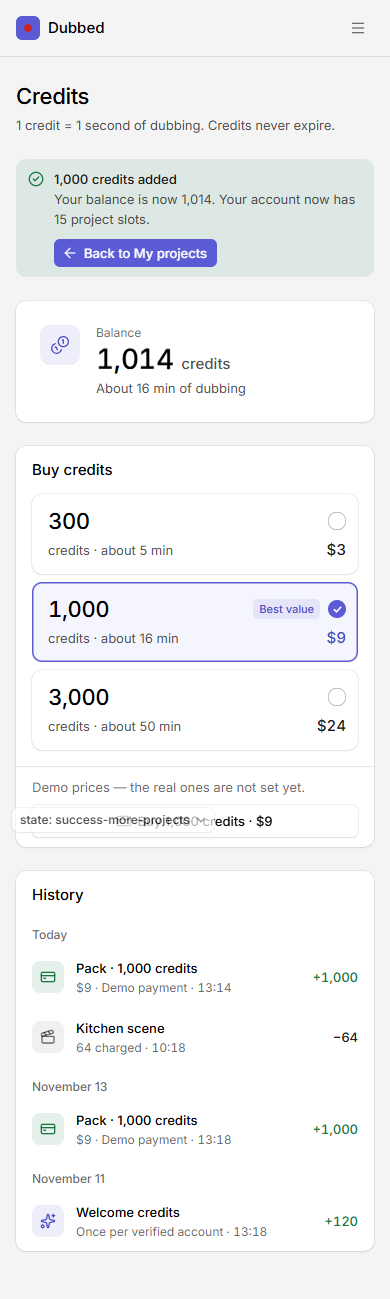 Dubbed
Credits
1 credit = 1 second of dubbing. Credits never expire.
1,000 credits added
Your balance is now 1,014. Your account now has
15 project slots.
Back to My projects
Balance
1,014 credits
About 16 min of dubbing
Buy credits
300
credits · about 5 min
$3
1,000
Best value
credits · about 16 min
$9
3,000
credits · about 50 min
$24
Demo prices — the real ones are not set yet.
state: success-more-projects
credits · $9
History
Today
Pack · 1,000 credits
+1,000
$9 · Demo payment · 13:14
Kitchen scene
−64
64 charged · 10:18
November 13
Pack · 1,000 credits
+1,000
$9 · Demo payment · 13:18
November 11
Welcome credits
+120
Once per verified account · 13:18